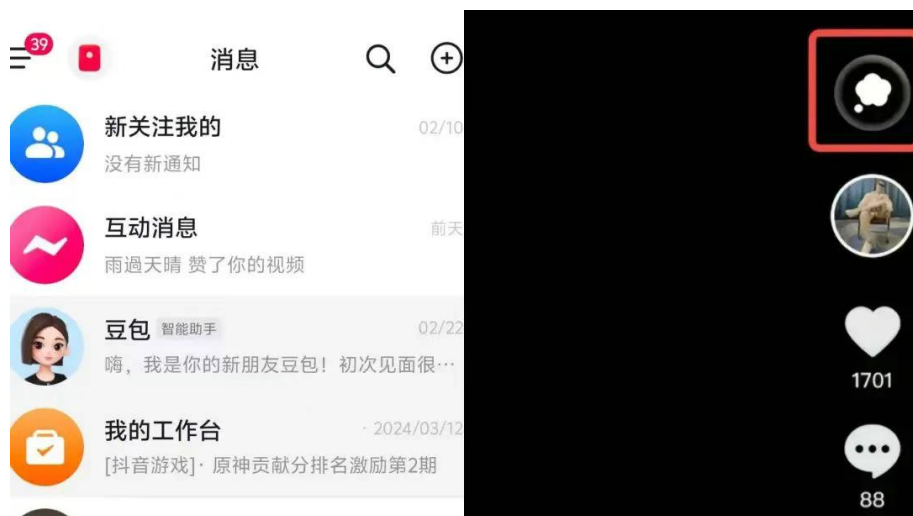 39
消息
新关注我的
02/10
没有新通知
互动消息
前天
雨過天晴 赞了你的视频
豆包 智能助手
02/22
嗨，我是你的新朋友豆包！初次见面很…
我的工作台
· 2024/03/12
[抖音游戏]· 原神贡献分排名激励第2期
1701
88